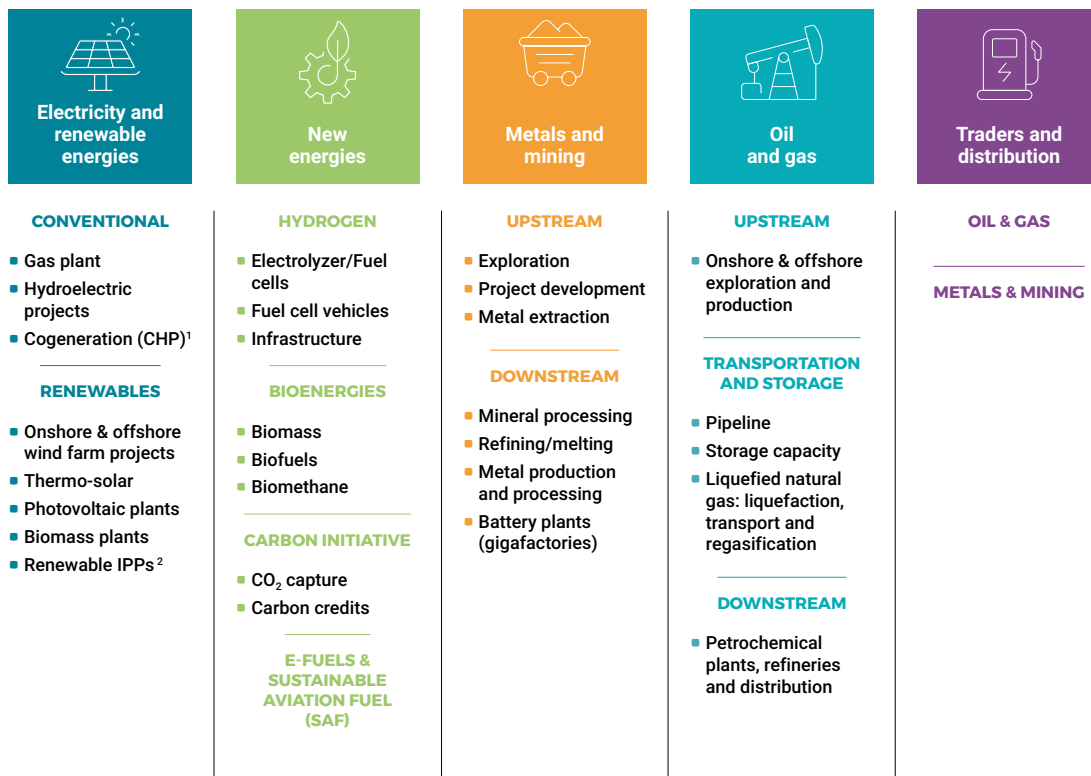 Electricity and
renewable
energies
CONVENTIONAL
Gas plant
Hydroelectric
projects
Cogeneration (CHP)¹
RENEWABLES
Onshore & offshore
wind farm projects
Thermo-solar
Photovoltaic plants
Biomass plants
Renewable IPPs ²
New
energies
HYDROGEN
Electrolyzer/Fuel
cells
Fuel cell vehicles
Infrastructure
BIOENERGIES
Biomass
Biofuels
Biomethane
CARBON INITIATIVE
CO₂ capture
Carbon credits
E-FUELS &
SUSTAINABLE
AVIATION FUEL
(SAF)
Metals and
mining
UPSTREAM
Exploration
Project development
Metal extraction
DOWNSTREAM
Mineral processing
Refining/melting
Metal production
and processing
Battery plants
(gigafactories)
Oil
and gas
UPSTREAM
Onshore & offshore
exploration and
production
TRANSPORTATION
AND STORAGE
Pipeline
Storage capacity
Liquefied natural
gas: liquefaction,
transport and
regasification
DOWNSTREAM
Petrochemical
plants, refineries
and distribution
Traders and
distribution
OIL & GAS
METALS & MINING